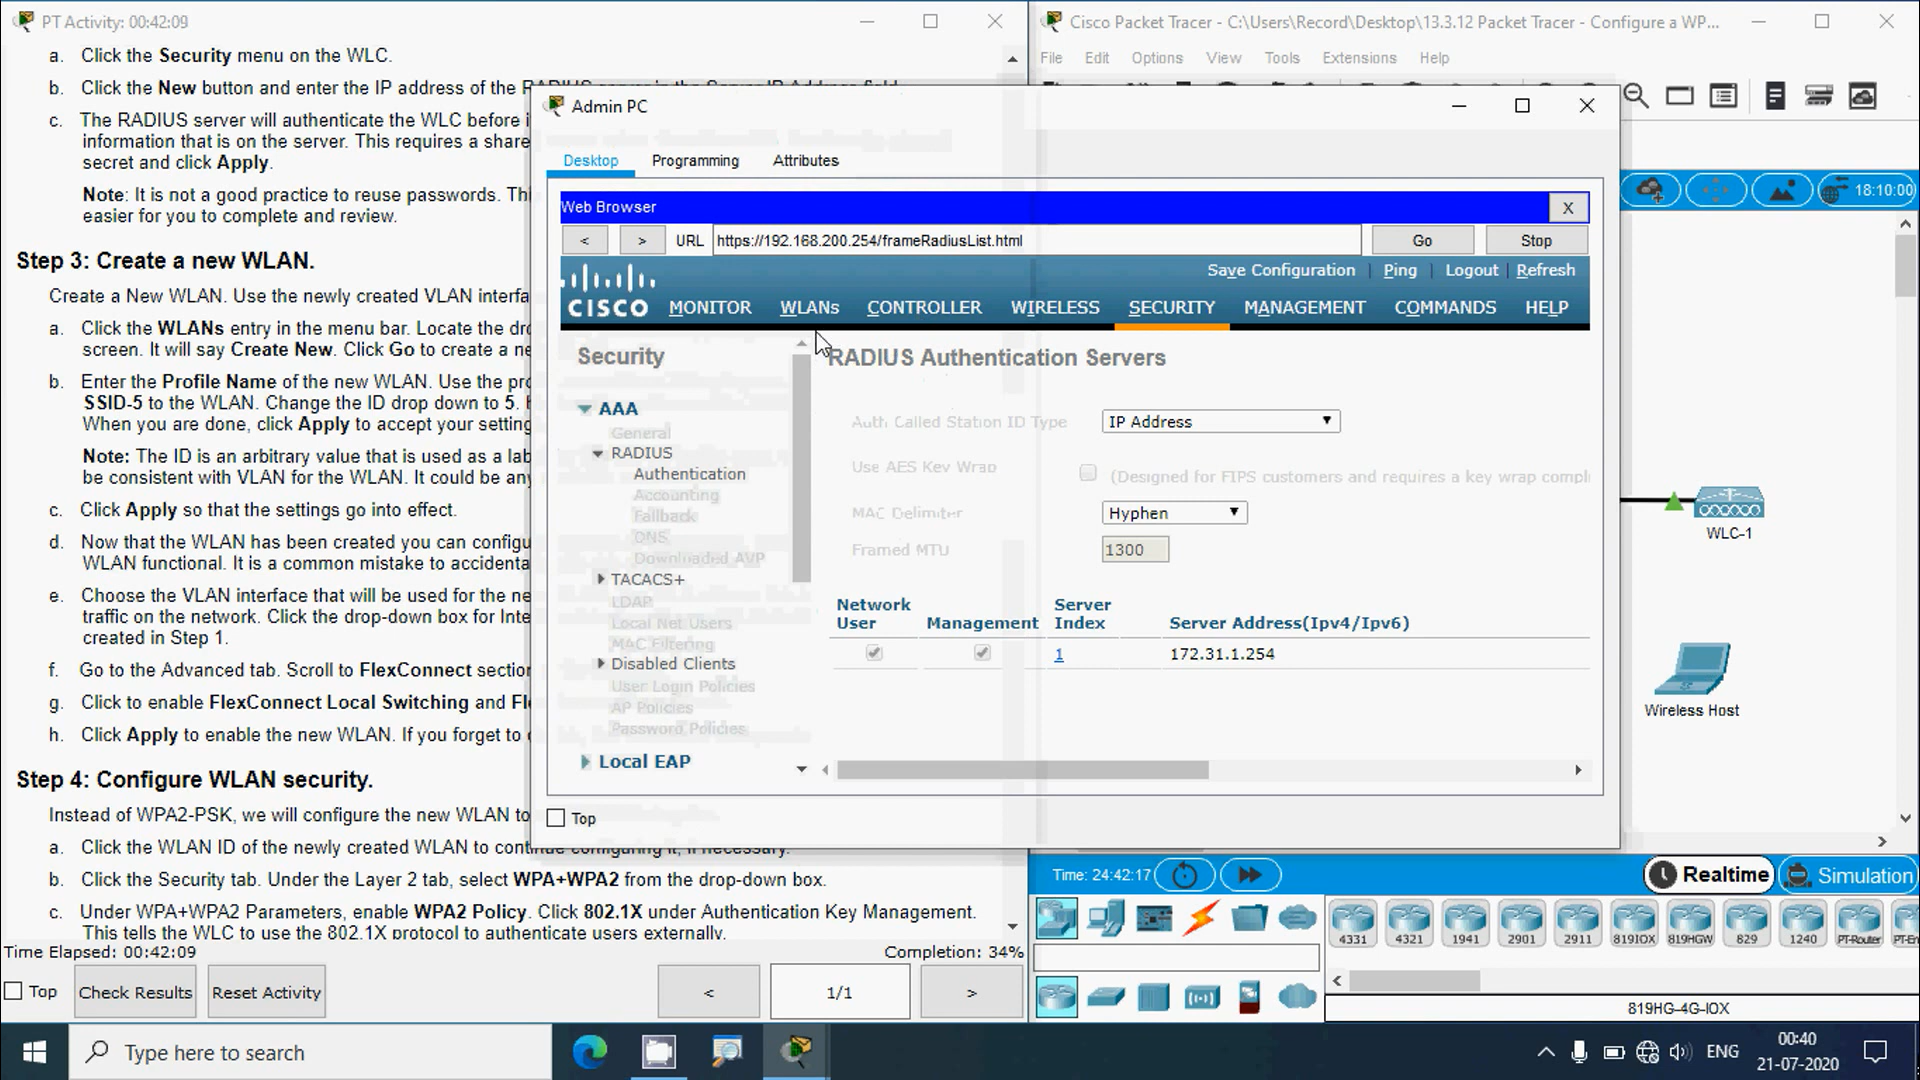 PT Activity: 00:42:09
a. Click the Security menu on the WLC.
b. Click the New button and enter the IP address of the
c. The RADIUS server will authenticate the WLC before i
information that is on the server. This requires a share
secret and click Apply.
Note: It is not a good practice to reuse passwords. Thi
easier for you to complete and review.
Step 3: Create a new WLAN.
Create a New WLAN. Use the newly created VLAN interfa
a. Click the WLANs entry in the menu bar. Locate the dro
screen. It will say Create New. Click Go to create a ne
b. Enter the Profile Name of the new WLAN. Use the pro
SSID-5 to the WLAN. Change the ID drop down to 5.
When you are done, click Apply to accept your setting
Note: The ID is an arbitrary value that is used as a lab
be consistent with VLAN for the WLAN. It could be any
c. Click Apply so that the settings go into effect.
d. Now that the WLAN has been created you can configu
WLAN functional. It is a common mistake to accidenta
e. Choose the VLAN interface that will be used for the ne
traffic on the network. Click the drop-down box for Inte
created in Step 1.
f. Go to the Advanced tab. Scroll to FlexConnect section
g. Click to enable FlexConnect Local Switching and Fl
h. Click Apply to enable the new WLAN. If you forget to
Step 4: Configure WLAN security.
Instead of WPA2-PSK, we will configure the new WLAN to
a. Click the WLAN ID of the newly created WLAN to continue configuring it, if necessary.
b. Click the Security tab. Under the Layer 2 tab, select WPA+WPA2 from the drop-down box.
c. Under WPA+WPA2 Parameters, enable WPA2 Policy. Click 802.1X under Authentication Key Management.
This tells the WLC to use the 802.1X protocol to authenticate users externally.
Time Elapsed: 00:42:09
Completion: 34%
Top
Check Results
Reset Activity
<
1/1
>
Cisco Packet Tracer - C:\Users\Record\Desktop\13.3.12 Packet Tracer - Configure a WP...
File Edit Options View Tools Extensions Help
18:10:00
Admin PC
Desktop Programming Attributes
Web Browser
X
< > URL https://192.168.200.254/frameRadiusList.html Go Stop
Save Configuration Ping Logout Refresh
CISCO MONITOR WLANs CONTROLLER WIRELESS SECURITY MANAGEMENT COMMANDS HELP
Security
AAA
General
RADIUS
Authentication
Accounting
Fallback
DNS
Downloaded AVP
TACACS+
LDAP
Local Net Users
MAC Filtering
Disabled Clients
User Login Policies
AP Policies
Password Policies
Local EAP
RADIUS Authentication Servers
Auth Called Station ID Type IP Address
Use AES Key Wrap (Designed for FIPS customers and requires a key wrap compl
MAC Delimiter Hyphen
Framed MTU 1300
Network User Management Server Index Server Address(Ipv4/Ipv6)
1 172.31.1.254
Top
WLC-1
Wireless Host
Time: 24:42:17
Realtime Simulation
4331 4321 1941 2901 2911 819IOX 819HGW 829 1240 PT-Router PT-En
<
819HG-4G-IOX
Type here to search
ENG
00:40
21-07-2020